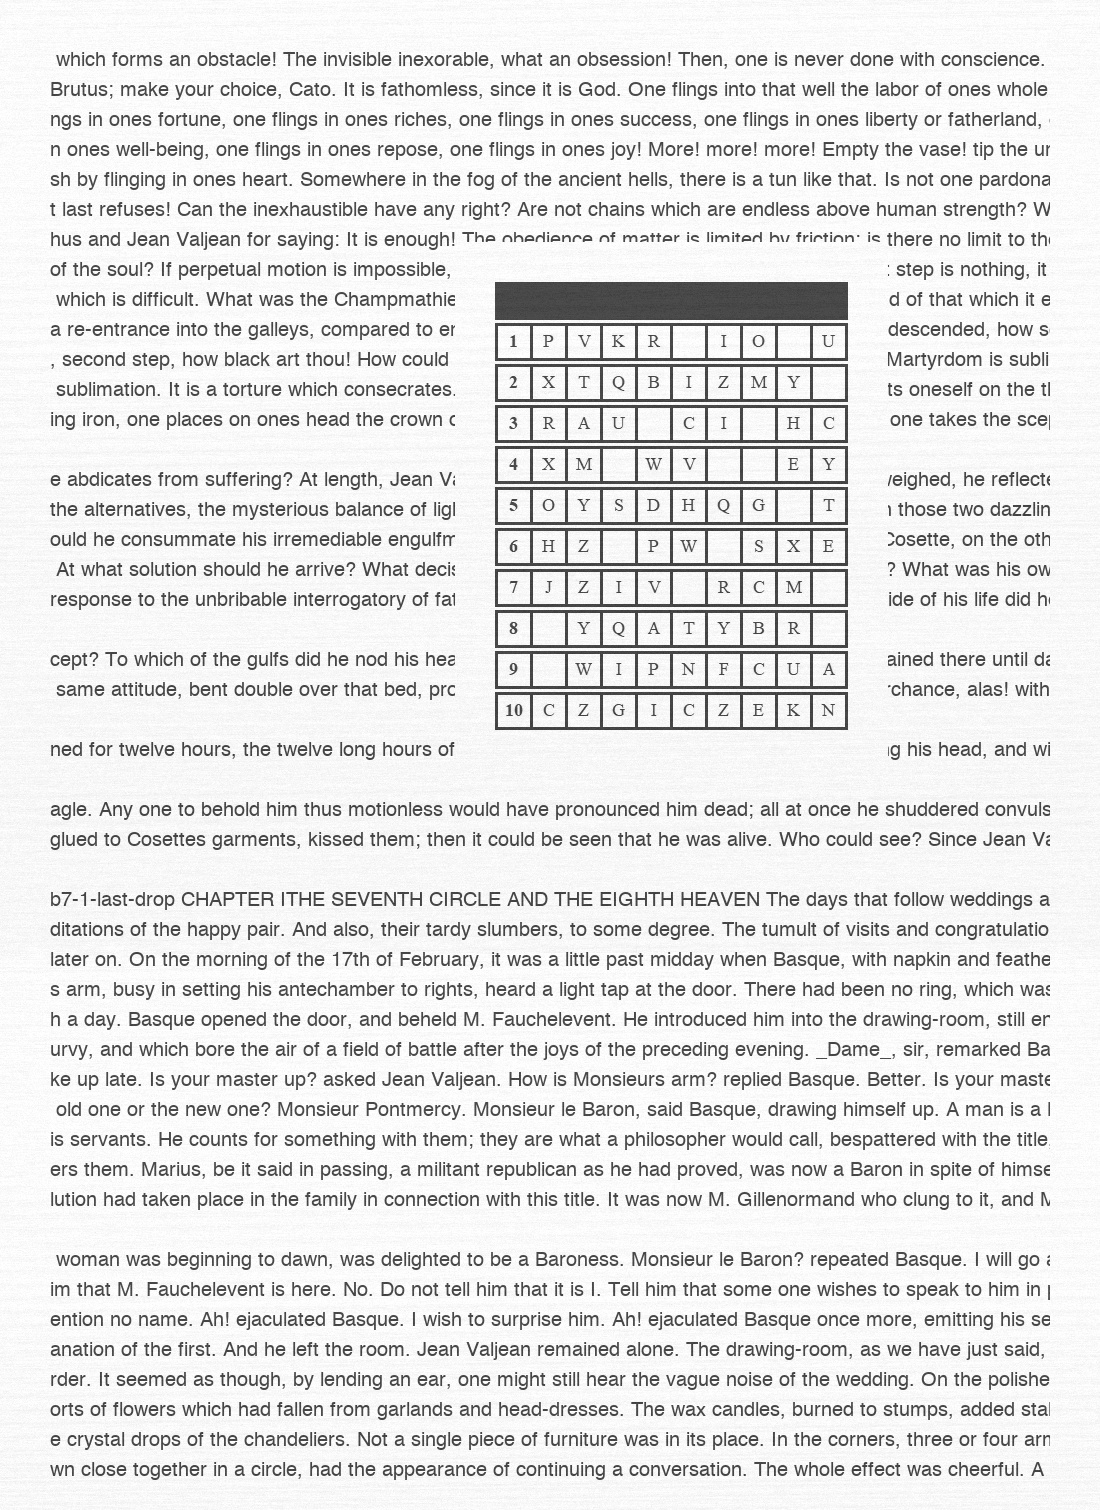 which forms an obstacle! The invisible inexorable, what an obsession! Then, one is never done with conscience.
Brutus; make your choice, Cato. It is fathomless, since it is God. One flings into that well the labor of ones whole
ngs in ones fortune, one flings in ones riches, one flings in ones success, one flings in ones liberty or fatherland,
n ones well-being, one flings in ones repose, one flings in ones joy! More! more! more! Empty the vase! tip the ur
sh by flinging in ones heart. Somewhere in the fog of the ancient hells, there is a tun like that. Is not one pardona
t last refuses! Can the inexhaustible have any right? Are not chains which are endless above human strength? W
hus and Jean Valjean for saying: It is enough! The obedience of matter is limited by friction; is there no limit to the
of the soul? If perpetual motion is impossible, step is nothing, it
which is difficult. What was the Champmathie d of that which it e
a re-entrance into the galleys, compared to er descended, how s
, second step, how black art thou! How could Martyrdom is subli
sublimation. It is a torture which consecrates. ts oneself on the th
ing iron, one places on ones head the crown o one takes the scep
e abdicates from suffering? At length, Jean Va weighed, he reflecte
the alternatives, the mysterious balance of ligh n those two dazzlin
ould he consummate his irremediable engulfm Cosette, on the oth
At what solution should he arrive? What decis ? What was his ow
response to the unbribable interrogatory of fat ide of his life did he
cept? To which of the gulfs did he nod his hea ained there until da
same attitude, bent double over that bed, pro rchance, alas! with
ned for twelve hours, the twelve long hours of g his head, and wi
1 P V K R I O U
2 X T Q B I Z M Y
3 R A U C I H C
4 X M W V E Y
5 O Y S D H Q G T
6 H Z P W S X E
7 J Z I V R C M
8 Y Q A T Y B R
9 W I P N F C U A
10 C Z G I C Z E K N
agle. Any one to behold him thus motionless would have pronounced him dead; all at once he shuddered convuls
glued to Cosettes garments, kissed them; then it could be seen that he was alive. Who could see? Since Jean Va
b7-1-last-drop CHAPTER ITHE SEVENTH CIRCLE AND THE EIGHTH HEAVEN The days that follow weddings a
ditations of the happy pair. And also, their tardy slumbers, to some degree. The tumult of visits and congratulatio
later on. On the morning of the 17th of February, it was a little past midday when Basque, with napkin and feathe
s arm, busy in setting his antechamber to rights, heard a light tap at the door. There had been no ring, which was
h a day. Basque opened the door, and beheld M. Fauchelevent. He introduced him into the drawing-room, still en
urvy, and which bore the air of a field of battle after the joys of the preceding evening. _Dame_, sir, remarked Ba
ke up late. Is your master up? asked Jean Valjean. How is Monsieurs arm? replied Basque. Better. Is your maste
old one or the new one? Monsieur Pontmercy. Monsieur le Baron, said Basque, drawing himself up. A man is a
is servants. He counts for something with them; they are what a philosopher would call, bespattered with the title,
ers them. Marius, be it said in passing, a militant republican as he had proved, was now a Baron in spite of himse
lution had taken place in the family in connection with this title. It was now M. Gillenormand who clung to it, and M
woman was beginning to dawn, was delighted to be a Baroness. Monsieur le Baron? repeated Basque. I will go a
im that M. Fauchelevent is here. No. Do not tell him that it is I. Tell him that some one wishes to speak to him in p
ention no name. Ah! ejaculated Basque. I wish to surprise him. Ah! ejaculated Basque once more, emitting his se
anation of the first. And he left the room. Jean Valjean remained alone. The drawing-room, as we have just said,
rder. It seemed as though, by lending an ear, one might still hear the vague noise of the wedding. On the polishe
orts of flowers which had fallen from garlands and head-dresses. The wax candles, burned to stumps, added stal
e crystal drops of the chandeliers. Not a single piece of furniture was in its place. In the corners, three or four arm
wn close together in a circle, had the appearance of continuing a conversation. The whole effect was cheerful. A